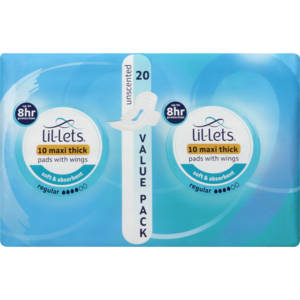 up to
8hr
protection
lil-lets.
10 maxi thick
pads with wings
soft & absorbent
regular
unscented
20
VALUE PACK
up to
8hr
protection
lil-lets.
10 maxi thick
pads with wings
soft & absorbent
regular